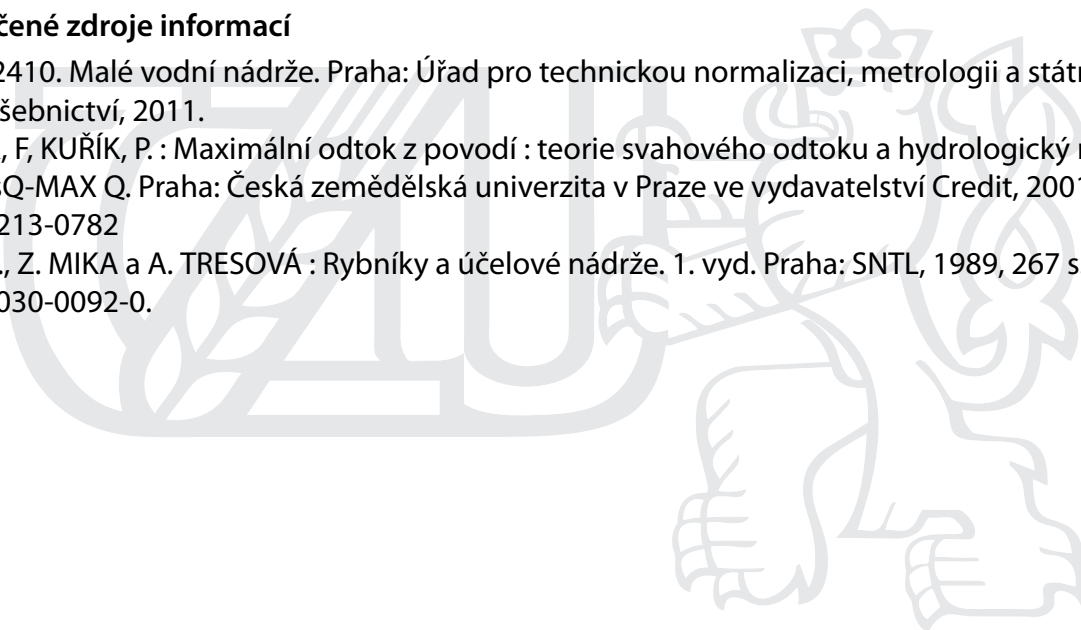 čené zdroje informací
2410. Malé vodní nádrže. Praha: Úřad pro technickou normalizaci, metrologii a státr
šebnictví, 2011.
, F, KUŘÍK, P. : Maximální odtok z povodí : teorie svahového odtoku a hydrologický
sQ-MAX Q. Praha: Česká zemědělská univerzita v Praze ve vydavatelství Credit, 2001
213-0782
., Z. MIKA a A. TRESOVÁ : Rybníky a účelové nádrže. 1. vyd. Praha: SNTL, 1989, 267 s.
030-0092-0.